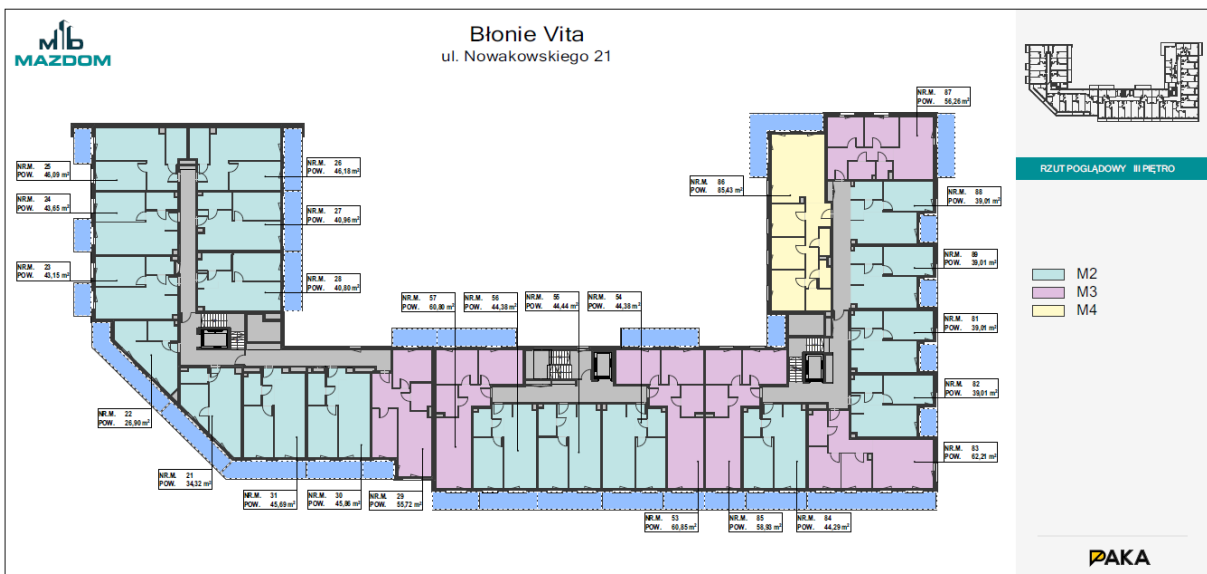 MAZDOM
Błonie Vita
ul. Nowakowskiego 21
NR.M. 87
POW. 56,26 m²
RZUT POGLĄDOWY III PIĘTRO
NR.M. 25
POW. 46,09 m²
NR.M. 26
POW. 46,18 m²
NR.M. 86
POW. 85,43 m²
NR.M. 88
POW. 39,01 m²
NR.M. 24
POW. 43,65 m²
NR.M. 27
POW. 40,96 m²
NR.M. 89
POW. 39,01 m²
NR.M. 23
POW. 43,15 m²
NR.M. 28
POW. 40,80 m²
M2
M3
M4
NR.M. 57
POW. 60,80 m²
NR.M. 56
POW. 44,38 m²
NR.M. 55
POW. 44,44 m²
NR.M. 54
POW. 44,38 m²
NR.M. 81
POW. 39,01 m²
NR.M. 82
POW. 39,01 m²
NR.M. 22
POW. 26,90 m²
NR.M. 83
POW. 62,21 m²
NR.M. 21
POW. 34,32 m²
NR.M. 31
POW. 45,69 m²
NR.M. 30
POW. 45,86 m²
NR.M. 29
POW. 55,72 m²
NR.M. 53
POW. 60,85 m²
NR.M. 85
POW. 58,93 m²
NR.M. 84
POW. 44,29 m²
PAKA